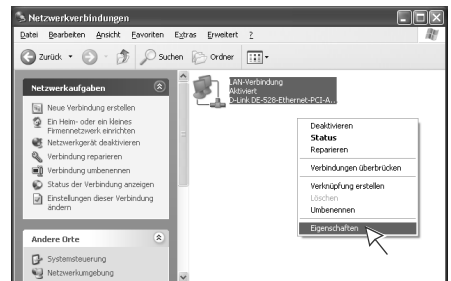 Netzwerkverbindungen
Datei Bearbeiten Ansicht Favoriten Extras Erweitert ?
Zurück Suchen Ordner
Netzwerkaufgaben
Neue Verbindung erstellen
Ein Heim- oder ein kleines
Firmennetzwerk einrichten
Netzwerkgerät deaktivieren
Verbindung reparieren
Verbindung umbenennen
Status der Verbindung anzeigen
Einstellungen dieser Verbindung
ändern
Andere Orte
Systemsteuerung
Netzwerkumgebung
LAN-Verbindung
Aktiviert
D-Link DE-528-Ethernet-PCI-A...
Deaktivieren
Status
Reparieren
Verbindungen überbrücken
Verknüpfung erstellen
Löschen
Umbenennen
Eigenschaften